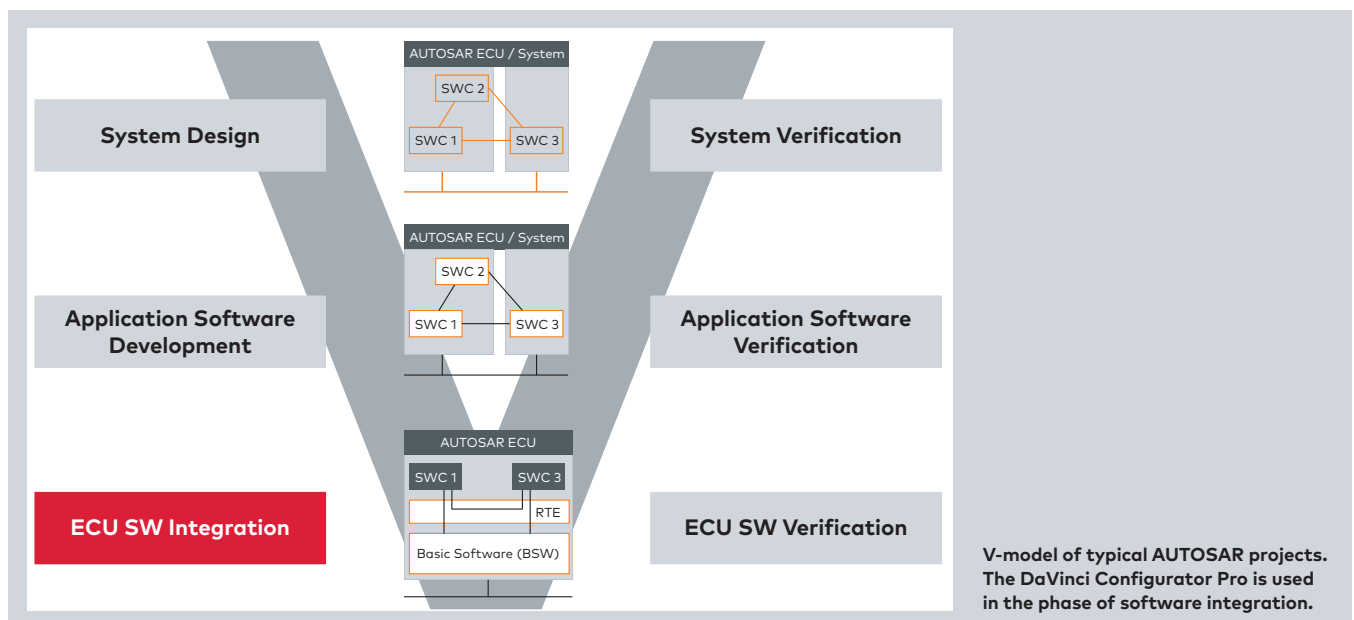 AUTOSAR ECU / System
SWC 2
SWC 1
SWC 3
System Design
System Verification
AUTOSAR ECU / System
SWC 2
SWC 1
SWC 3
Application Software
Development
Application Software
Verification
AUTOSAR ECU
SWC 1
SWC 3
RTE
Basic Software (BSW)
ECU SW Integration
ECU SW Verification
V-model of typical AUTOSAR projects.
The DaVinci Configurator Pro is used
in the phase of software integration.